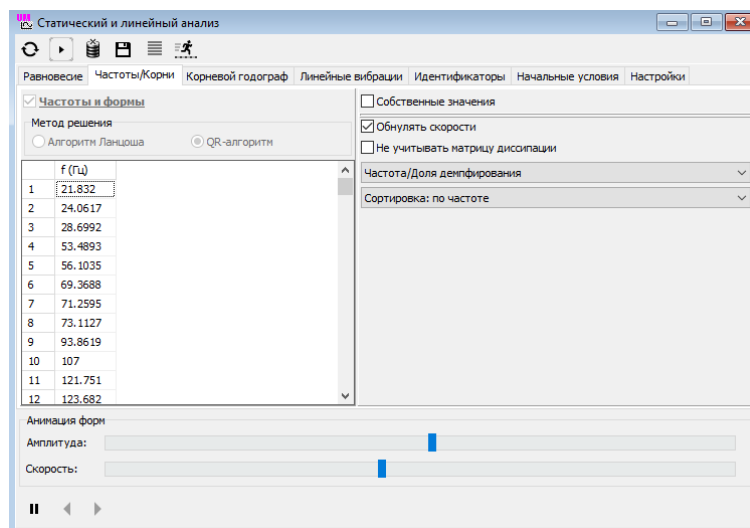 Статический и линейный анализ
Равновесие Частоты/Корни Корневой годограф Линейные вибрации Идентификаторы Начальные условия Настройки
Частоты и формы
Метод решения
Алгоритм Ланцоша QR-алгоритм
f (Гц)
1 21.832
2 24.0617
3 28.6992
4 53.4893
5 56.1035
6 69.3688
7 71.2595
8 73.1127
9 93.8619
10 107
11 121.751
12 123.682
Собственные значения
Обнулять скорости
Не учитывать матрицу диссипации
Частота/Доля демпфирования
Сортировка: по частоте
Анимация форм
Амплитуда:
Скорость: